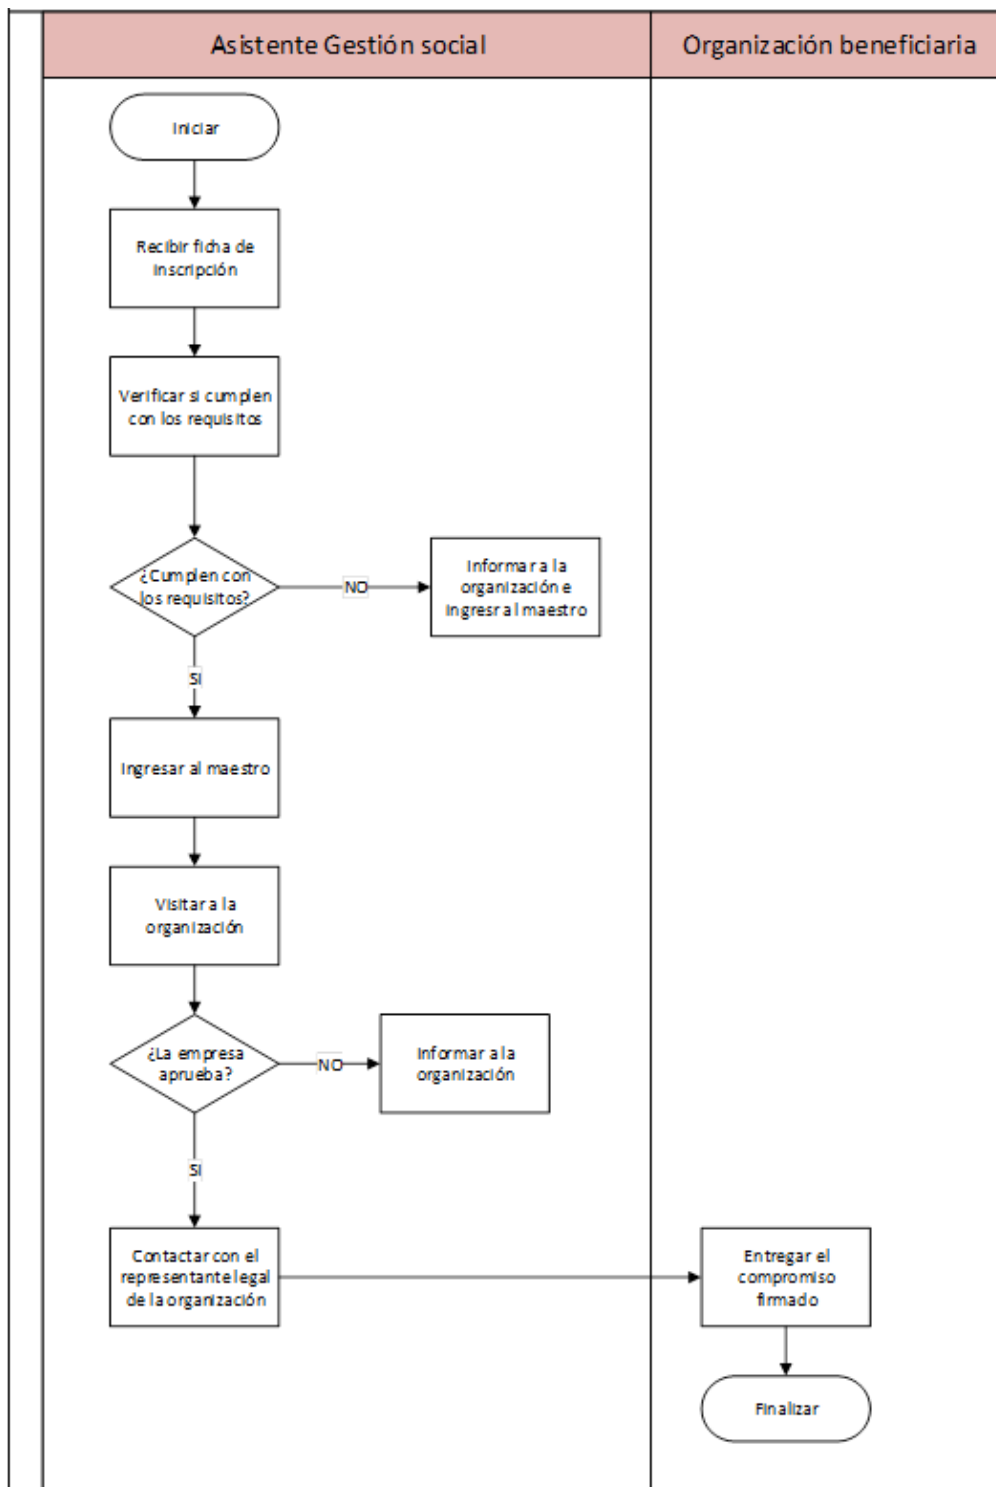 Asistente Gestión social
Organización beneficiaria
Iniciar
Recibir ficha de
inscripción
Verificar si cumplen
con los requisitos
¿Cumplen con
los requisitos?
NO
Informar a la
organización e
ingresr al maestro
SI
Ingresar al maestro
Visitar a la
organización
¿La empresa
aprueba?
NO
Informar a la
organización
SI
Contactar con el
representante legal
de la organización
Entregar el
compromiso
firmado
Finalizar